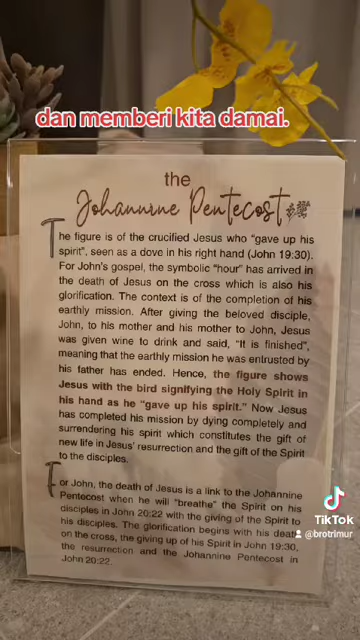 dan memberi kita damai.
the
Johannine Pentecost
The figure is of the crucified Jesus who "gave up his
spirit", seen as a dove in his right hand (John 19:30).
For John's gospel, the symbolic "hour" has arrived in
the death of Jesus on the cross which is also his
glorification. The context is of the completion of his
earthly mission. After giving the beloved disciple,
John, to his mother and his mother to John, Jesus
was given wine to drink and said, "It is finished",
meaning that the earthly mission he was entrusted by
his father has ended. Hence, the figure shows
Jesus with the bird signifying the Holy Spirit in
his hand as he "gave up his spirit." Now Jesus
has completed his mission by dying completely and
surrendering his spirit which constitutes the gift of
new life in Jesus' resurrection and the gift of the Spirit
to the disciples.
For John, the death of Jesus is a link to the Johannine
Pentecost when he will "breathe" the Spirit on his
disciples in John 20:22 with the giving of the Spirit to
his disciples. The glorification begins with his death
on the cross, the giving up of his Spirit in John 19:30,
the resurrection and the Johannine Pentecost in
John 20:22.
TikTok
@brotrimur